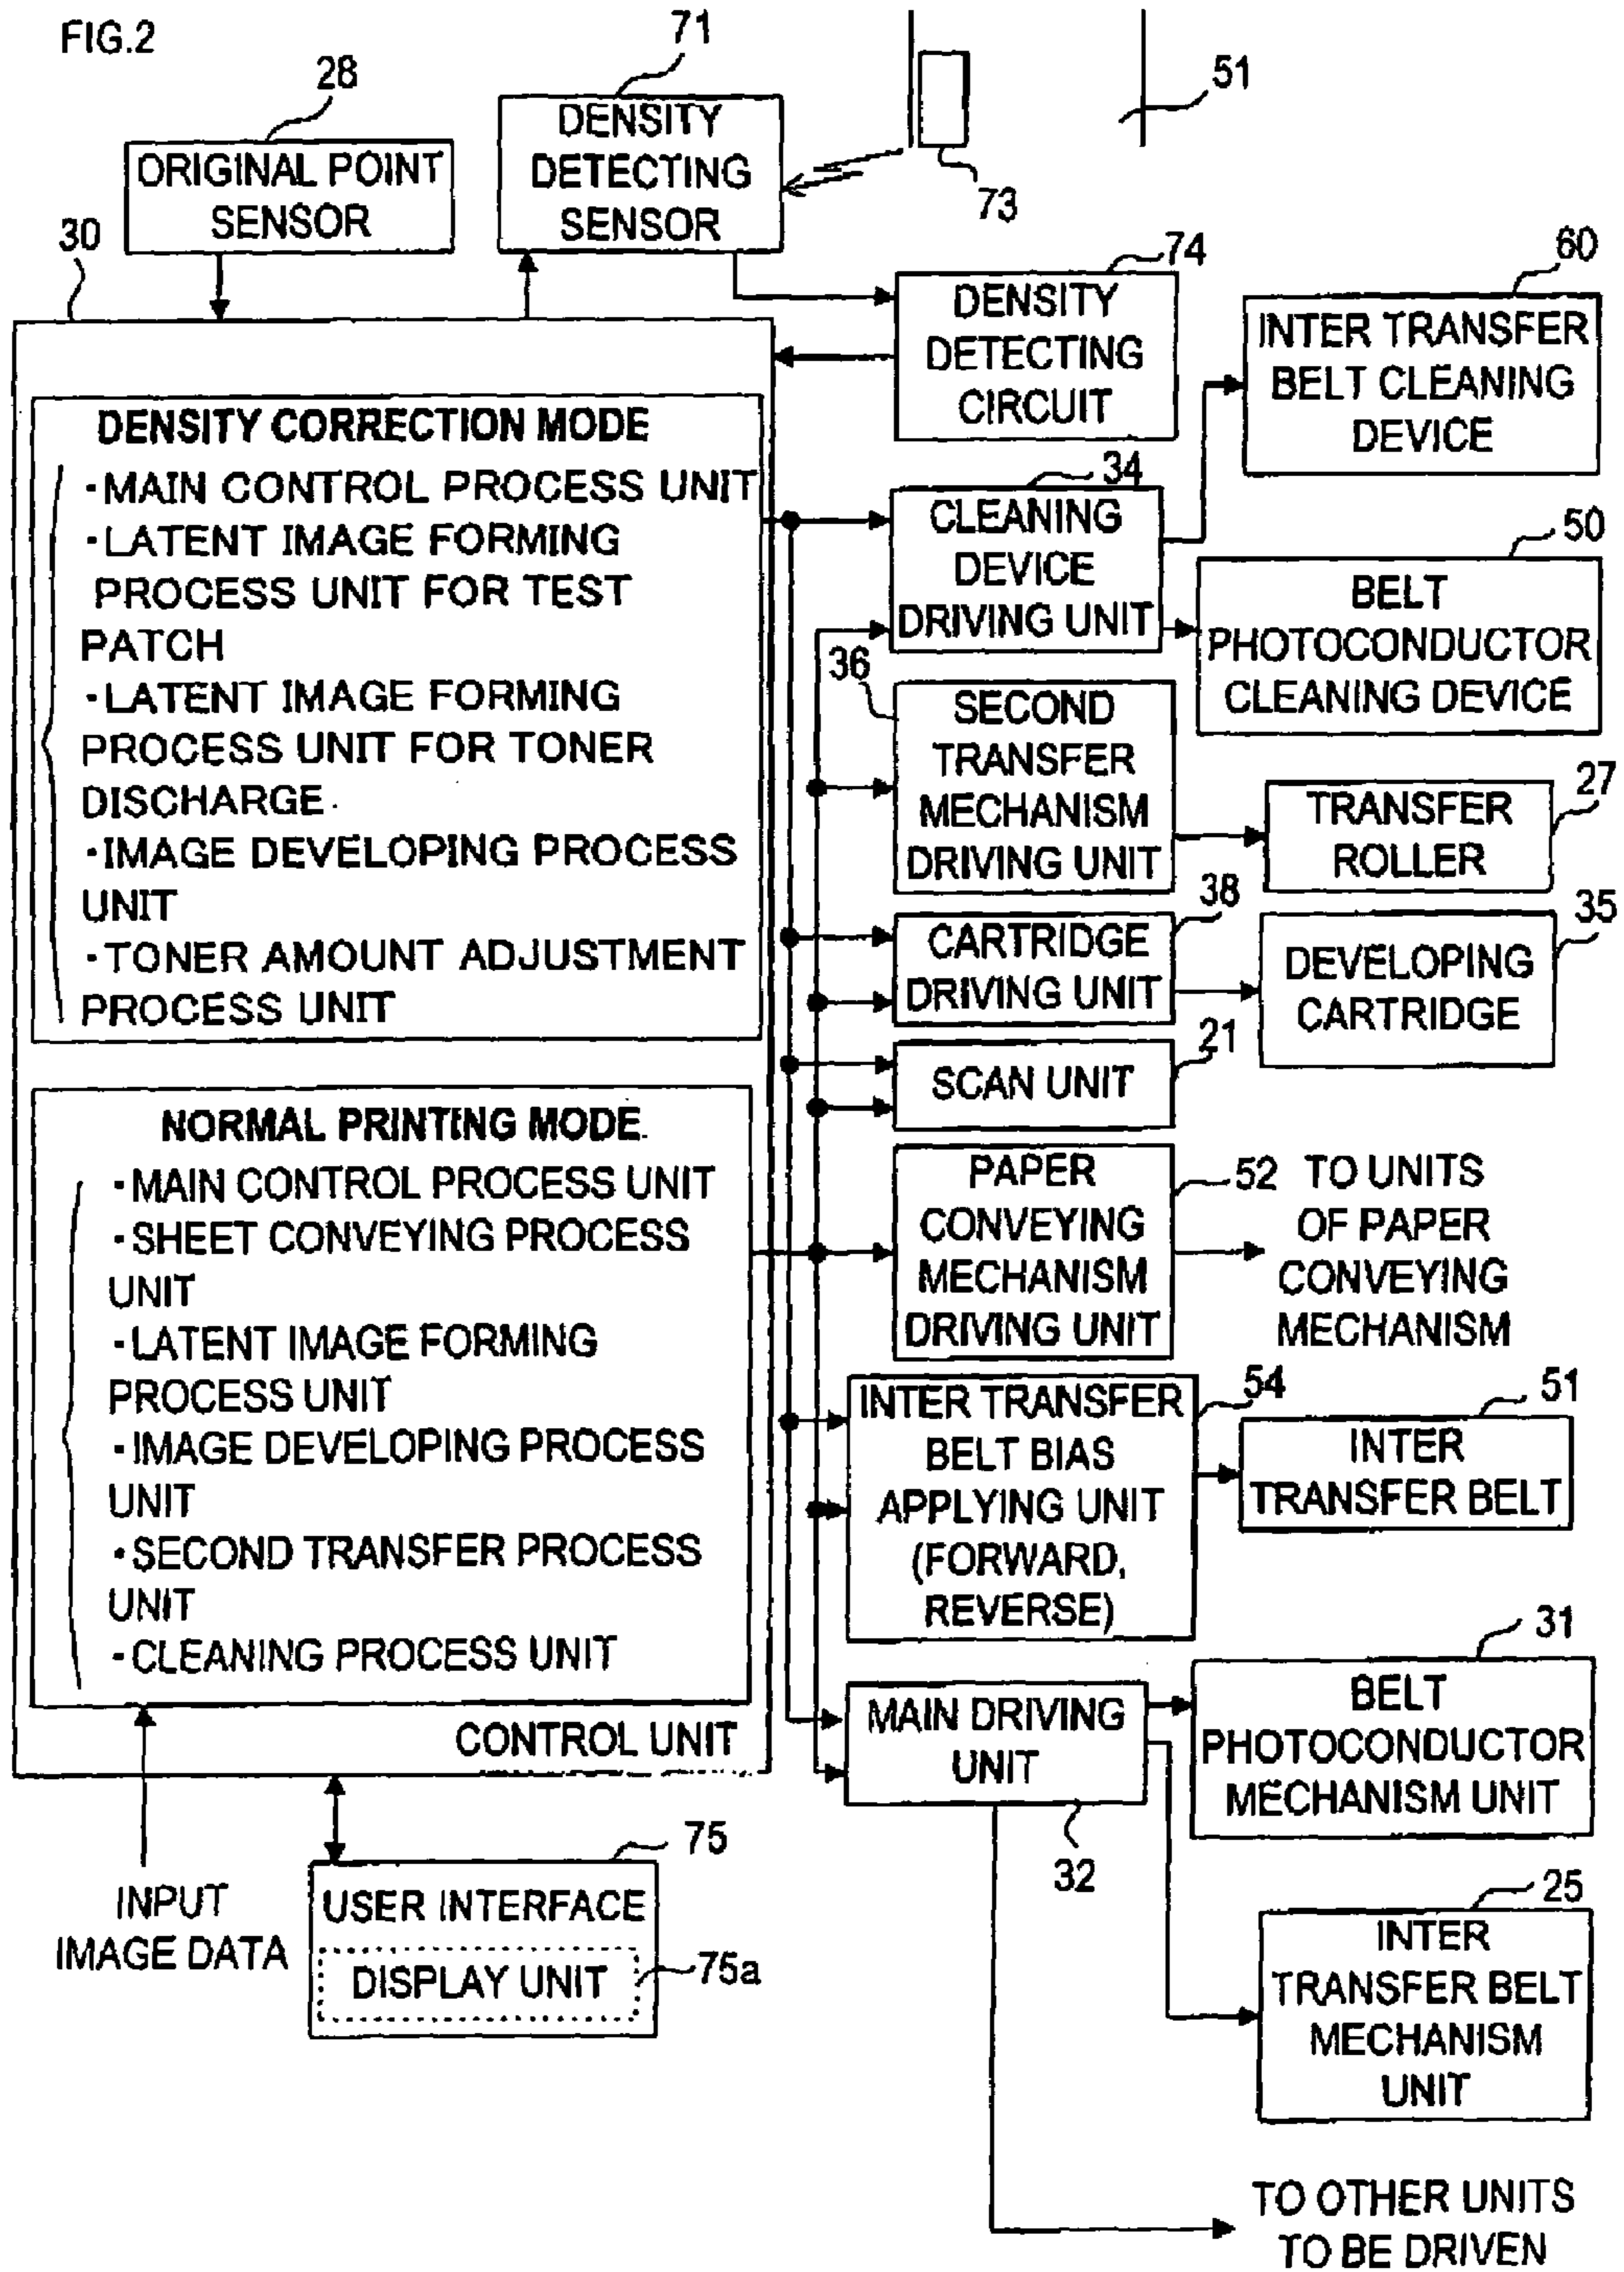 FIG.2
28
ORIGINAL POINT
SENSOR
71
DENSITY
DETECTING
SENSOR
51
73
30
DENSITY CORRECTION MODE
·MAIN CONTROL PROCESS UNIT
·LATENT IMAGE FORMING
PROCESS UNIT FOR TEST
PATCH
·LATENT IMAGE FORMING
PROCESS UNIT FOR TONER
DISCHARGE
·IMAGE DEVELOPING PROCESS
UNIT
·TONER AMOUNT ADJUSTMENT
PROCESS UNIT
NORMAL PRINTING MODE
·MAIN CONTROL PROCESS UNIT
·SHEET CONVEYING PROCESS
UNIT
·LATENT IMAGE FORMING
PROCESS UNIT
·IMAGE DEVELOPING PROCESS
UNIT
·SECOND TRANSFER PROCESS
UNIT
·CLEANING PROCESS UNIT
CONTROL UNIT
INPUT
IMAGE DATA
75
USER INTERFACE
DISPLAY UNIT
75a
74
DENSITY
DETECTING
CIRCUIT
60
INTER TRANSFER
BELT CLEANING
DEVICE
34
CLEANING
DEVICE
DRIVING UNIT
50
BELT
PHOTOCONDUCTOR
CLEANING DEVICE
36
SECOND
TRANSFER
MECHANISM
DRIVING UNIT
27
TRANSFER
ROLLER
38
CARTRIDGE
DRIVING UNIT
35
DEVELOPING
CARTRIDGE
21
SCAN UNIT
PAPER
CONVEYING
MECHANISM
DRIVING UNIT
52
TO UNITS
OF PAPER
CONVEYING
MECHANISM
54
INTER TRANSFER
BELT BIAS
APPLYING UNIT
(FORWARD,
REVERSE)
51
INTER
TRANSFER BELT
MAIN DRIVING
UNIT
32
31
BELT
PHOTOCONDUCTOR
MECHANISM UNIT
25
INTER
TRANSFER BELT
MECHANISM
UNIT
TO OTHER UNITS
TO BE DRIVEN